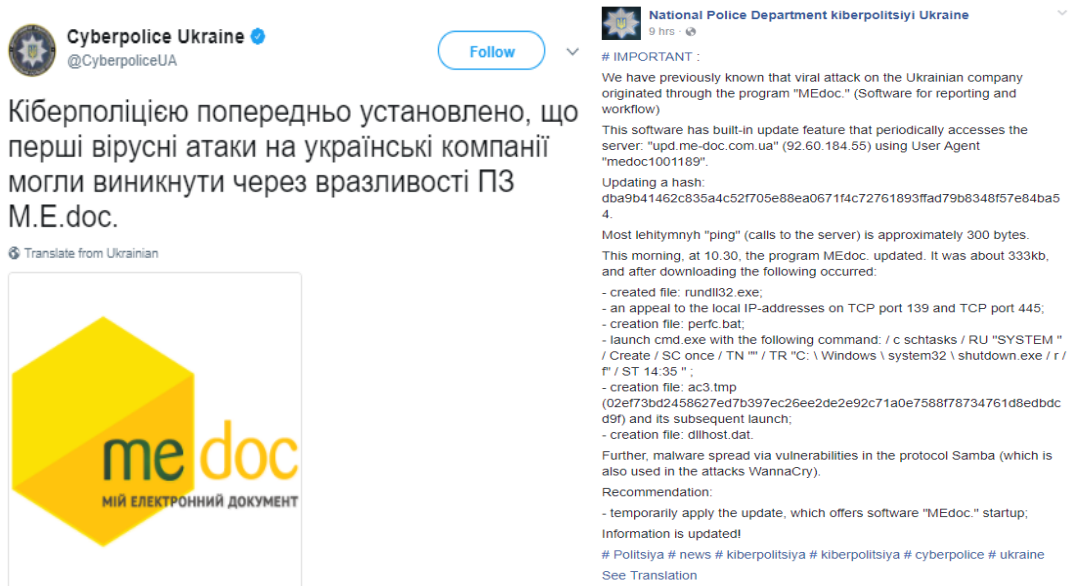 Cyberpolice Ukraine
@CyberpoliceUA
Follow
Кіберполіцією попередньо установлено, що
перші вірусні атаки на українські компанії
могли виникнути через вразливості ПЗ
M.E.doc.
Translate from Ukrainian
me doc
МІЙ ЕЛЕКТРОННИЙ ДОКУМЕНТ
National Police Department kiberpolitsiyi Ukraine
9 hrs ·
# IMPORTANT :
We have previously known that viral attack on the Ukrainian company
originated through the program "MEdoc." (Software for reporting and
workflow)
This software has built-in update feature that periodically accesses the
server: "upd.me-doc.com.ua" (92.60.184.55) using User Agent
"medoc1001189".
Updating a hash:
dba9b41462c835a4c52f705e88ea0671f4c72761893ffad79b8348f57e84ba5
4.
Most lehitymnyh "ping" (calls to the server) is approximately 300 bytes.
This morning, at 10.30, the program MEdoc. updated. It was about 333kb,
and after downloading the following occurred:
- created file: rundll32.exe;
- an appeal to the local IP-addresses on TCP port 139 and TCP port 445;
- creation file: perfc.bat;
- launch cmd.exe with the following command: / c schtasks / RU "SYSTEM "
/ Create / SC once / TN "" / TR "C: \ Windows \ system32 \ shutdown.exe / r /
f" / ST 14:35 " ;
- creation file: ac3.tmp
(02ef73bd2458627ed7b397ec26ee2de2e92c71a0e7588f78734761d8edbdc
d9f) and its subsequent launch;
- creation file: dllhost.dat.
Further, malware spread via vulnerabilities in the protocol Samba (which is
also used in the attacks WannaCry).
Recommendation:
- temporarily apply the update, which offers software "MEdoc." startup;
Information is updated!
# Politsiya # news # kiberpolitsiya # kiberpolitsiya # cyberpolice # ukraine
See Translation